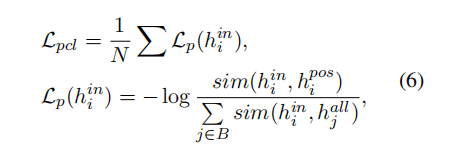 $\mathcal{L}_{pcl} = \frac{1}{N} \sum \mathcal{L}_p(h_i^{in}),$
$\mathcal{L}_p(h_i^{in}) = -\log \frac{sim(h_i^{in}, h_i^{pos})}{\sum_{j \in B} sim(h_i^{in}, h_j^{all})},$ (6)